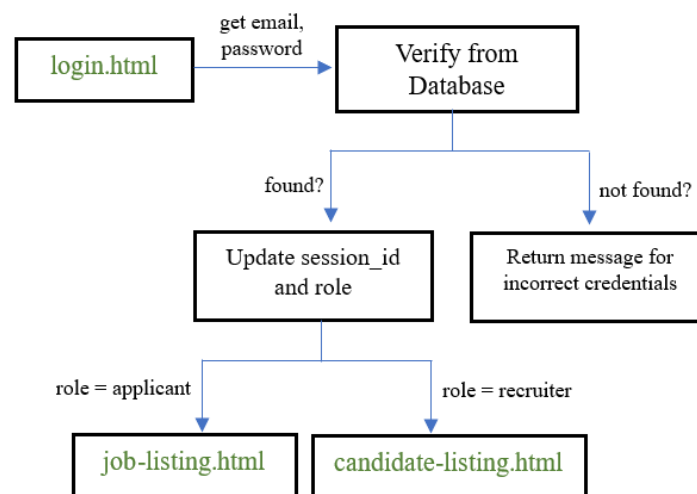 get email,
password
login.html
Verify from
Database
found?
not found?
Update session_id
and role
Return message for
incorrect credentials
role = applicant
role = recruiter
job-listing.html
candidate-listing.html